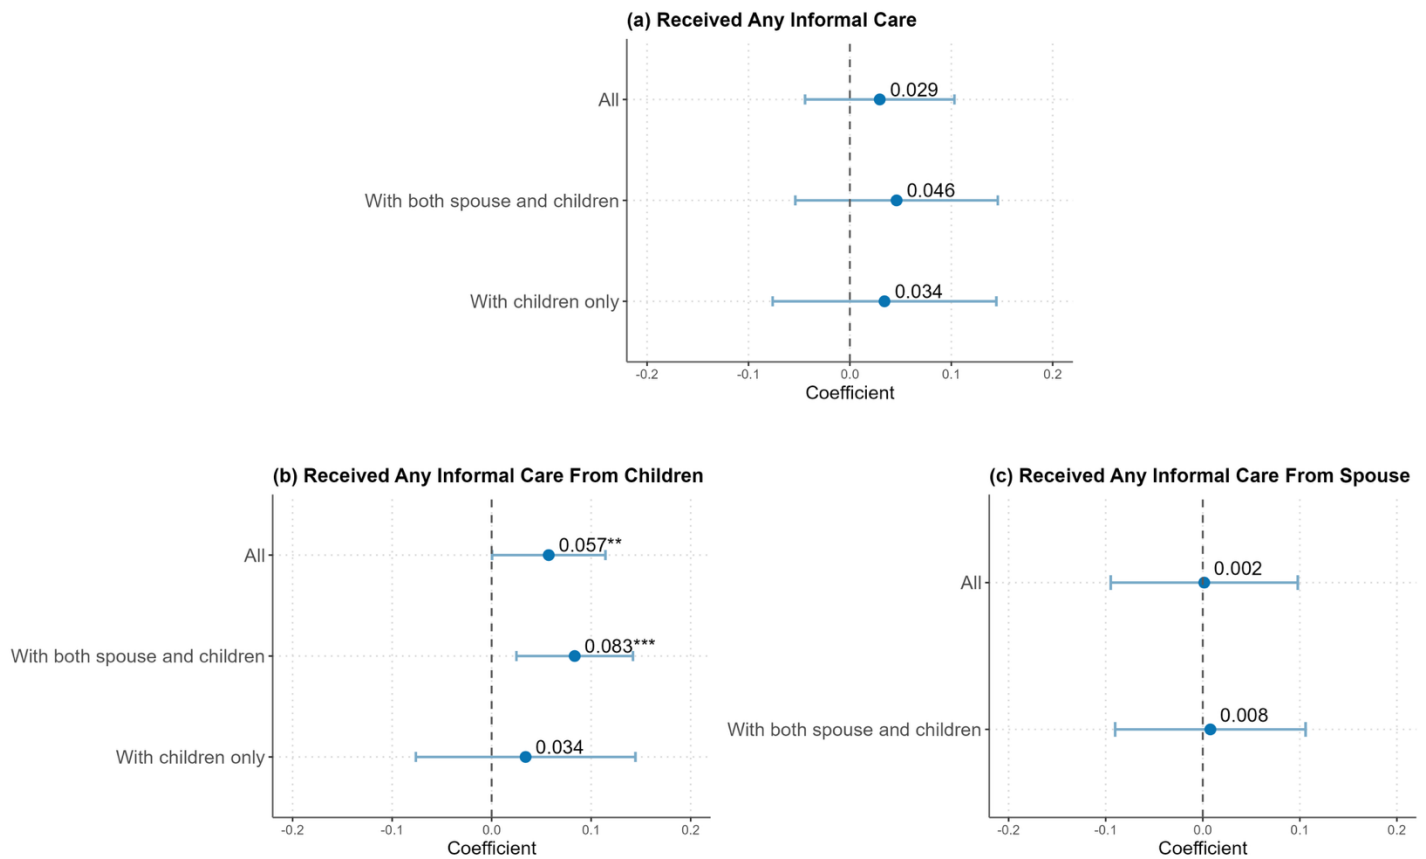 (a) Received Any Informal Care
All
0.029
With both spouse and children
0.046
With children only
0.034
-0.2 -0.1 0.0 0.1 0.2
Coefficient
(b) Received Any Informal Care From Children
All
0.057**
With both spouse and children
0.083***
With children only
0.034
-0.2 -0.1 0.0 0.1 0.2
Coefficient
(c) Received Any Informal Care From Spouse
All
0.002
With both spouse and children
0.008
-0.2 -0.1 0.0 0.1 0.2
Coefficient